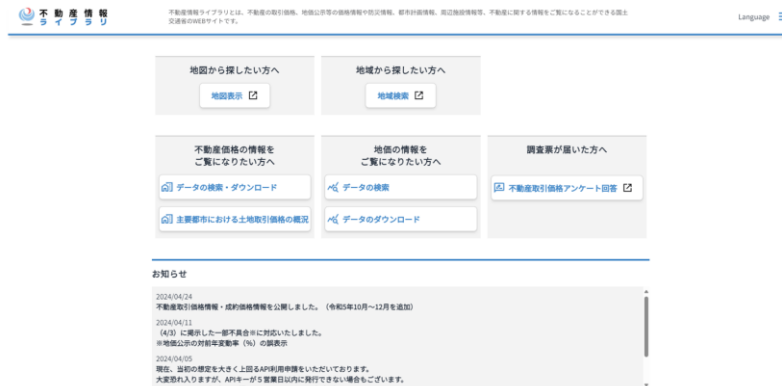 不動産情報
ライブラリ
不動産情報ライブラリとは、不動産の取引価格、地価公示等の価格情報や防災情報、都市計画情報、周辺施設情報等、不動産に関する情報をご覧になることができる国土
交通省のWEBサイトです。
Language
地図から探したい方へ
地図表示
地域から探したい方へ
地域検索
不動産価格の情報を
ご覧になりたい方へ
データの検索・ダウンロード
主要都市における土地取引価格の概況
地価の情報を
ご覧になりたい方へ
データの検索
データのダウンロード
調査票が届いた方へ
不動産取引価格アンケート回答
お知らせ
2024/04/24
不動産取引価格情報・成約価格情報を公開しました。（令和5年10月～12月を追加）
2024/04/11
（4/3）に掲示した一部不具合※に対応いたしました。
※地価公示の対前年変動率（%）の誤表示
2024/04/05
現在、当初の想定を大きく上回るAPI利用申請をいただいております。
大変恐れ入りますが、APIキーが５営業日以内に発行できない場合もございます。